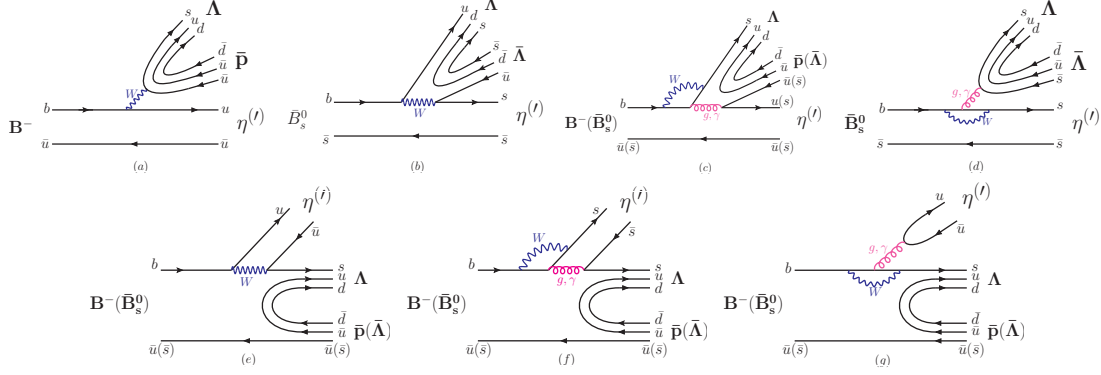 s
u
d
Λ
d̄
ū
ū
p̄
W
b
u
B⁻
η⁽′⁾
ū
ū
(a)
u
d
s
Λ
s̄
d̄
ū
Λ̄
b
W
s
B̄⁰ₛ
η⁽′⁾
s̄
s̄
(b)
s
u
d
Λ
d̄
ū
ū(s̄)
p̄(Λ̄)
W
b
g,γ
u(s)
B⁻(B̄⁰ₛ)
η⁽′⁾
ū(s̄)
ū(s̄)
(c)
s
u
d
Λ
d̄
ū
s̄
Λ̄
g,γ
b
W
s
B̄⁰ₛ
η⁽′⁾
s̄
s̄
(d)
u
η⁽′⁾
ū
b
W
s
u
d
Λ
B⁻(B̄⁰ₛ)
d̄
ū
p̄(Λ̄)
ū(s̄)
ū(s̄)
(e)
s
η⁽′⁾
s̄
W
b
g,γ
s
u
d
Λ
B⁻(B̄⁰ₛ)
d̄
ū
p̄(Λ̄)
ū(s̄)
ū(s̄)
(f)
u
η⁽′⁾
ū
g,γ
b
W
s
u
d
Λ
B⁻(B̄⁰ₛ)
d̄
ū
p̄(Λ̄)
ū(s̄)
ū(s̄)
(g)